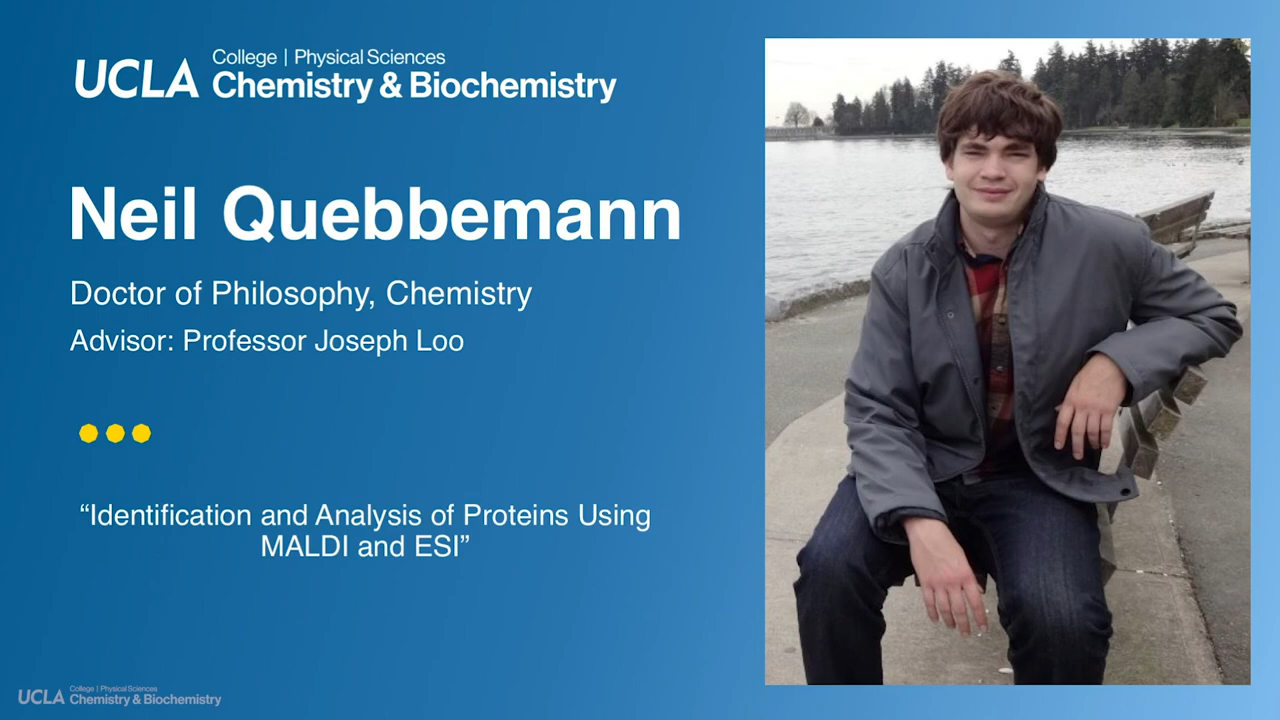 UCLA College | Physical Sciences
Chemistry & Biochemistry
Neil Quebbemann
Doctor of Philosophy, Chemistry
Advisor: Professor Joseph Loo
“Identification and Analysis of Proteins Using
MALDI and ESI”
UCLA College | Physical Sciences
Chemistry & Biochemistry